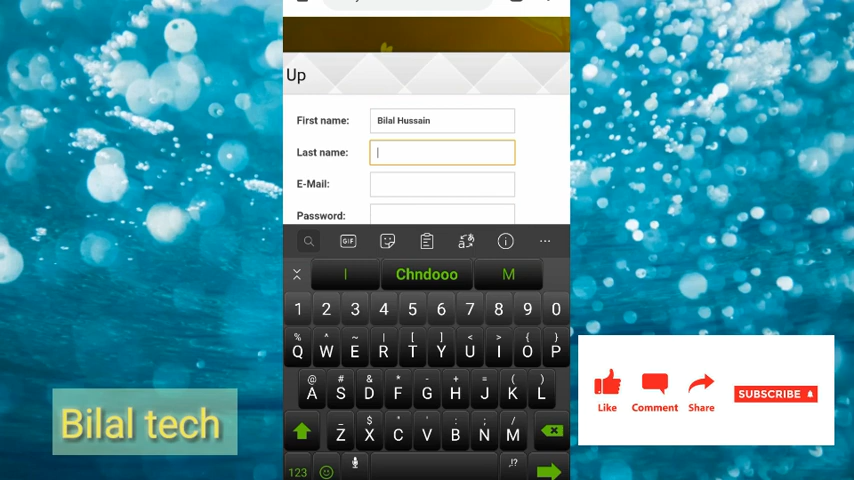 Up
First name: Bilal Hussain
Last name:
E-Mail:
Password:
GIF
I Chndooo M
1 2 3 4 5 6 7 8 9 0
% ^ ~ | [ ] < > { }
Q W E R T Y U I O P
@ # & * - + = ( )
A S D F G H J K L
_ $ " ' : ; /
Z X C V B N M
123 ,!?
Bilal tech
Like Comment Share SUBSCRIBE